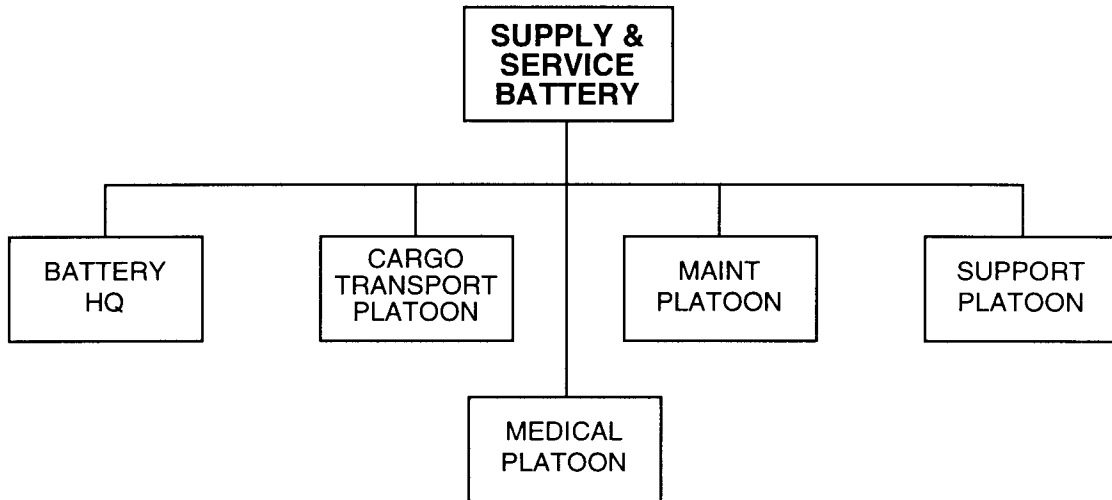 SUPPLY &
SERVICE
BATTERY
BATTERY
HQ
CARGO
TRANSPORT
PLATOON
MAINT
PLATOON
SUPPORT
PLATOON
MEDICAL
PLATOON